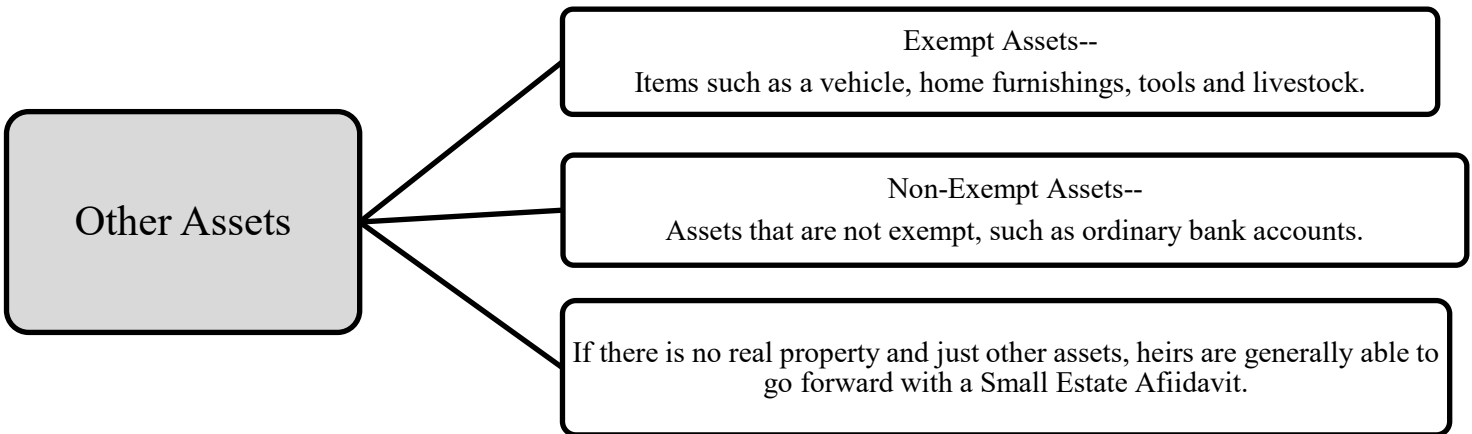 Other Assets
Exempt Assets--
Items such as a vehicle, home furnishings, tools and livestock.
Non-Exempt Assets--
Assets that are not exempt, such as ordinary bank accounts.
If there is no real property and just other assets, heirs are generally able to
go forward with a Small Estate Afiidavit.